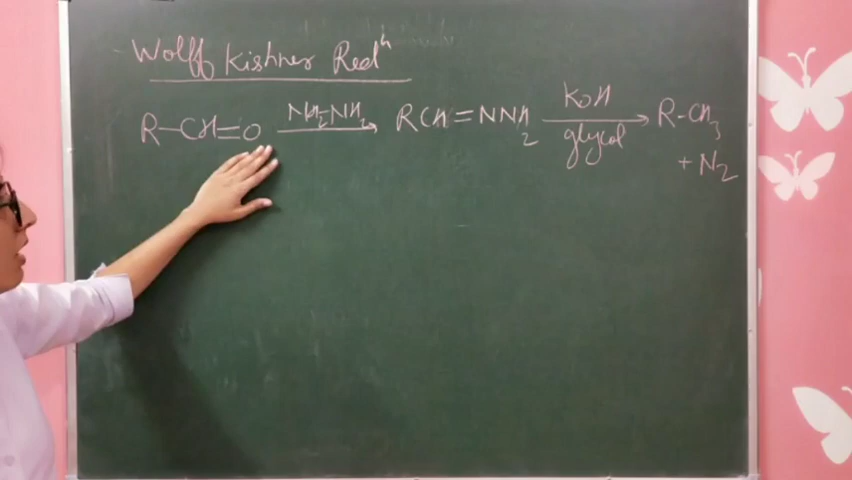 Wolff Kishner Redⁿ
R-CH=O NH₂NH₂ RCH=NNH₂ KOH glycol R-CH₃
+ N₂